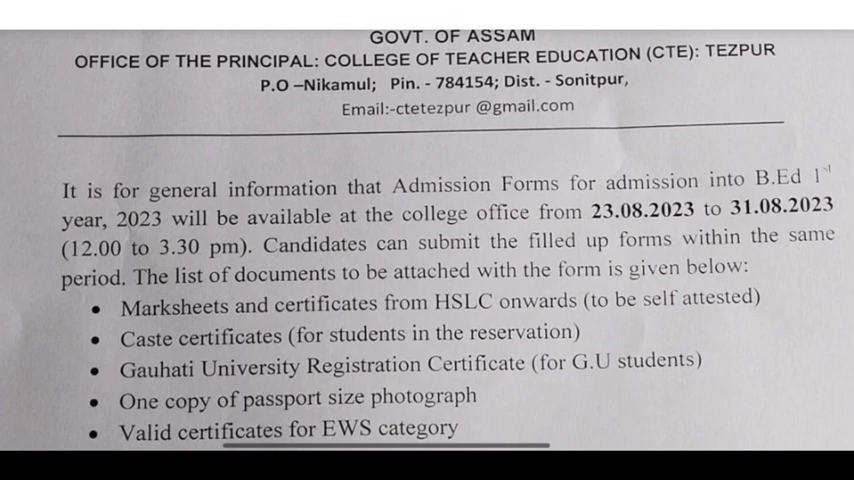 GOVT. OF ASSAM
OFFICE OF THE PRINCIPAL: COLLEGE OF TEACHER EDUCATION (CTE): TEZPUR
P.O –Nikamul; Pin. - 784154; Dist. - Sonitpur,
Email:-ctetezpur @gmail.com
It is for general information that Admission Forms for admission into B.Ed 1st
year, 2023 will be available at the college office from 23.08.2023 to 31.08.2023
(12.00 to 3.30 pm). Candidates can submit the filled up forms within the same
period. The list of documents to be attached with the form is given below:
• Marksheets and certificates from HSLC onwards (to be self attested)
• Caste certificates (for students in the reservation)
• Gauhati University Registration Certificate (for G.U students)
• One copy of passport size photograph
• Valid certificates for EWS category